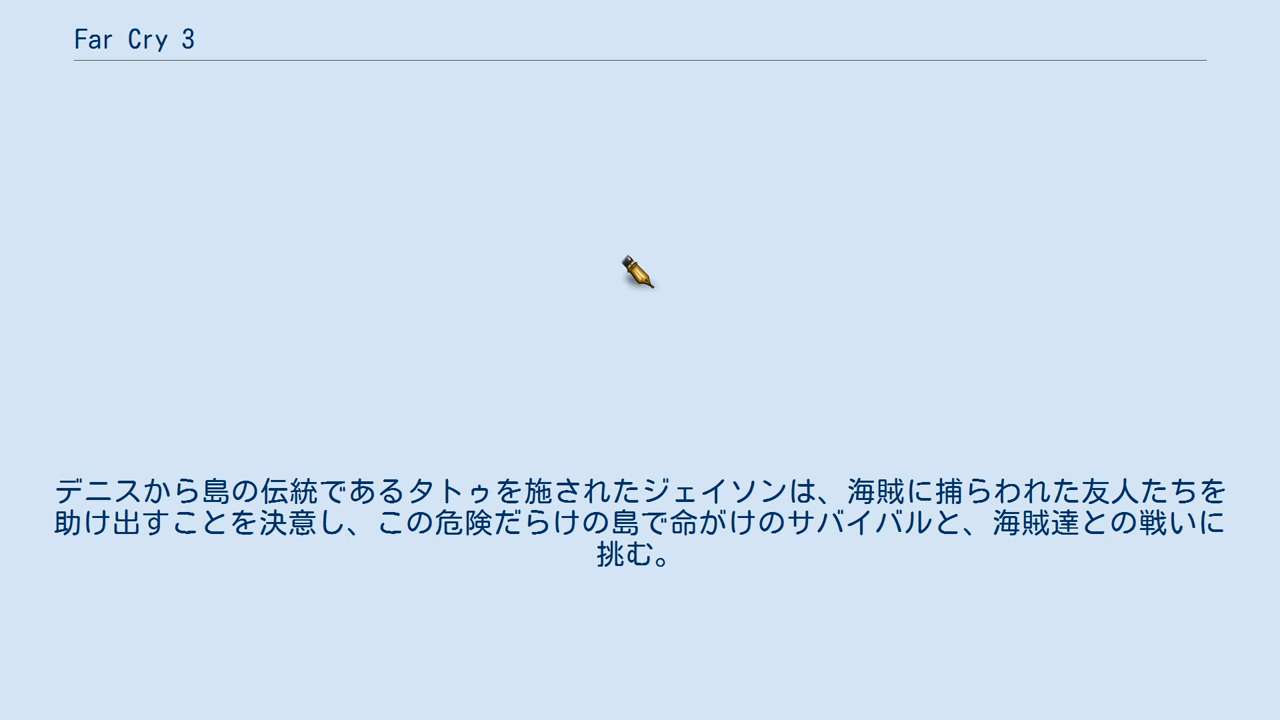 Far Cry 3
デニスから島の伝統であるタトゥを施されたジェイソンは、海賊に捕らわれた友人たちを
助け出すことを決意し、この危険だらけの島で命がけのサバイバルと、海賊達との戦いに
挑む。